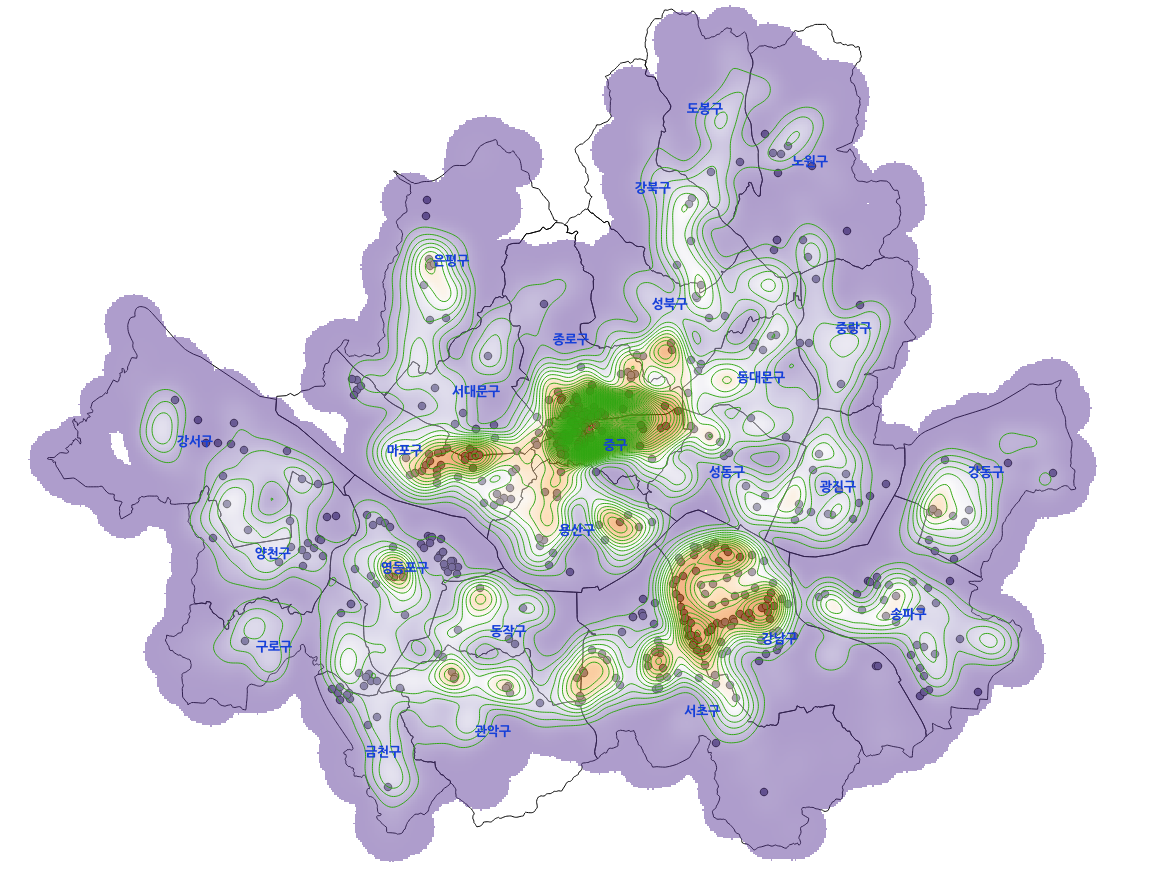 도봉구
노원구
강북구
은평구
성북구
중랑구
종로구
동대문구
서대문구
강서구
마포구
중구
성동구
강동구
광진구
용산구
양천구
영등포구
송파구
동작구
강남구
구로구
서초구
관악구
금천구